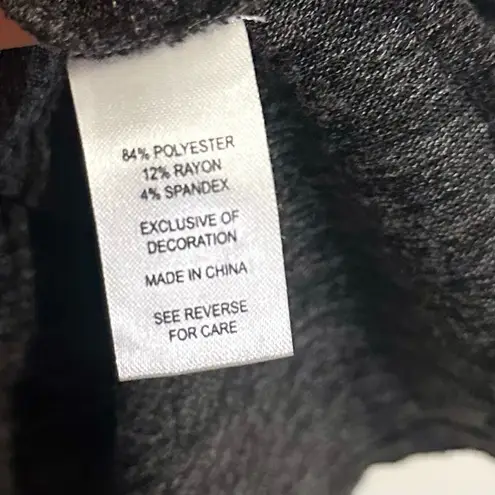 84% POLYESTER
12% RAYON
4% SPANDEX
EXCLUSIVE OF
DECORATION
MADE IN CHINA
SEE REVERSE
FOR CARE